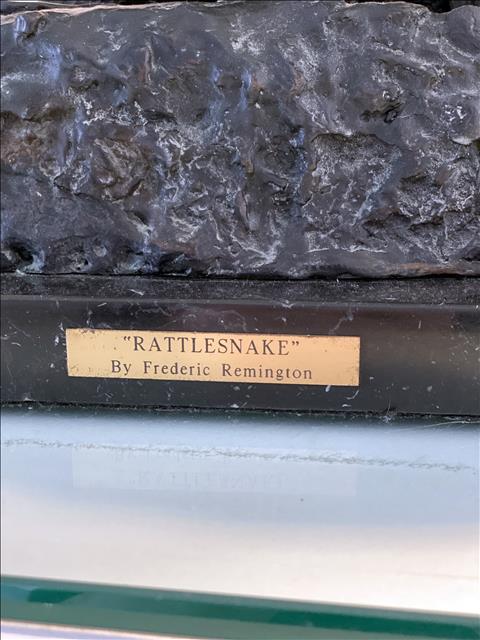 "RATTLESNAKE"
By Frederic Remington